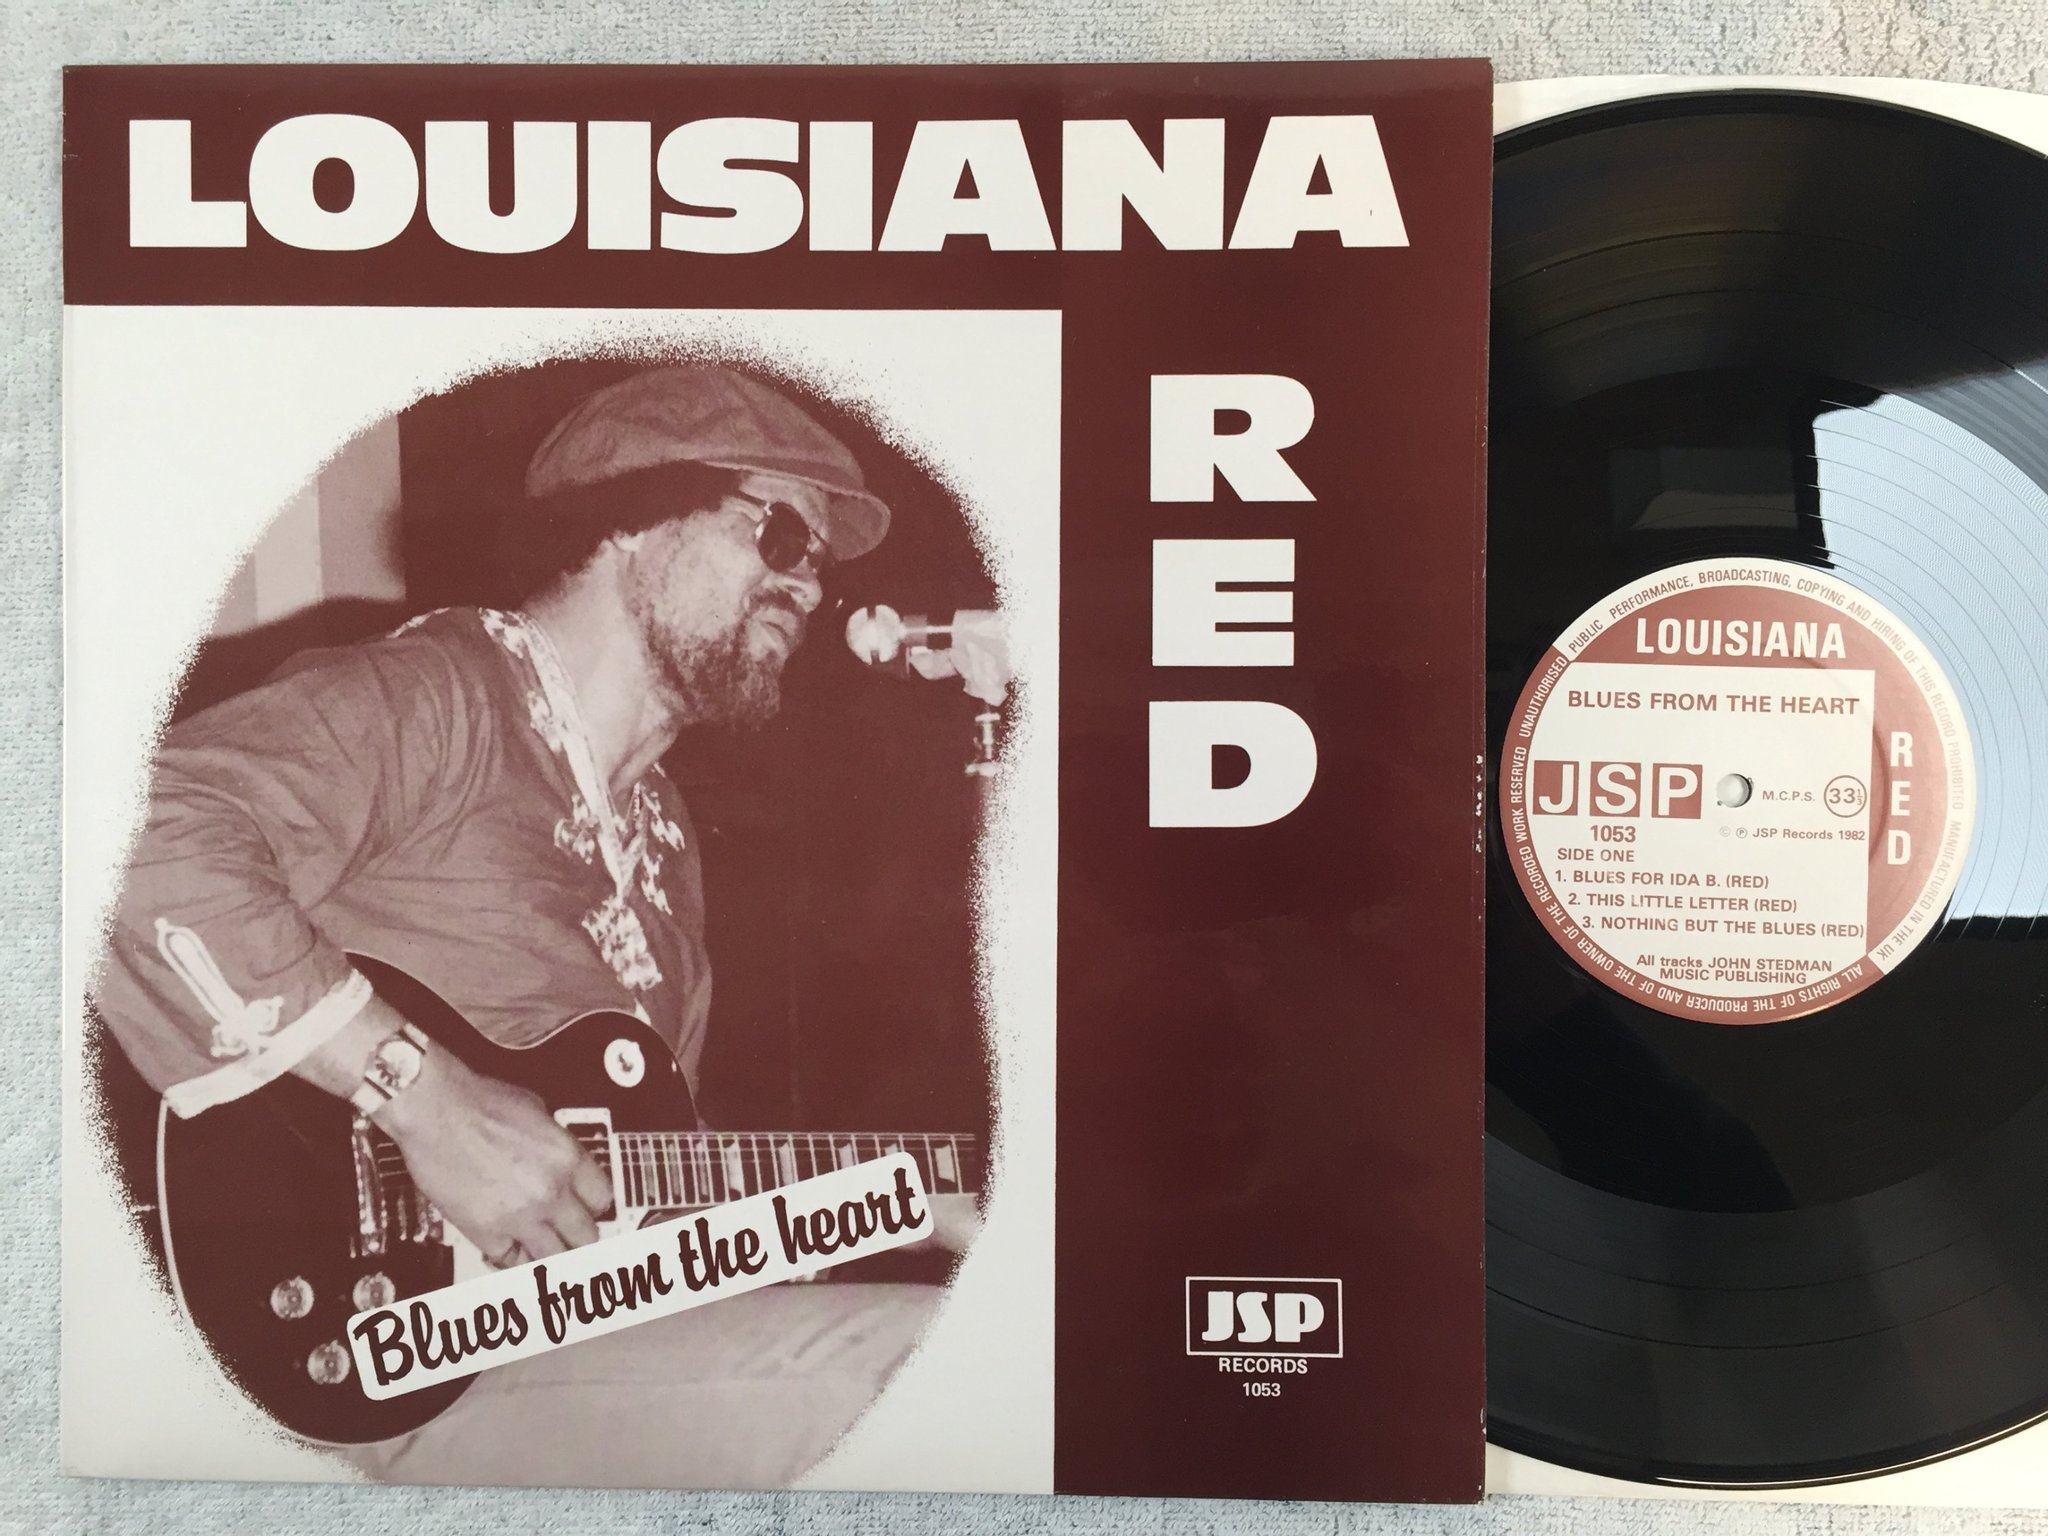 LOUISIANA
RED
Blues from the heart
JSP
RECORDS
1053
UNAUTHORISED PUBLIC PERFORMANCE, BROADCASTING, COPYING AND HIRING OF THIS RECORD PROHIBITED MANUFACTURED IN THE UK
ALL RIGHTS OF THE PRODUCER AND OF THE OWNER OF THE RECORDED WORK RESERVED
LOUISIANA
RED
BLUES FROM THE HEART
JSP
M.C.P.S. 33⅓
1053
© ℗ JSP Records 1982
SIDE ONE
1. BLUES FOR IDA B. (RED)
2. THIS LITTLE LETTER (RED)
3. NOTHING BUT THE BLUES (RED)
All tracks JOHN STEDMAN
MUSIC PUBLISHING